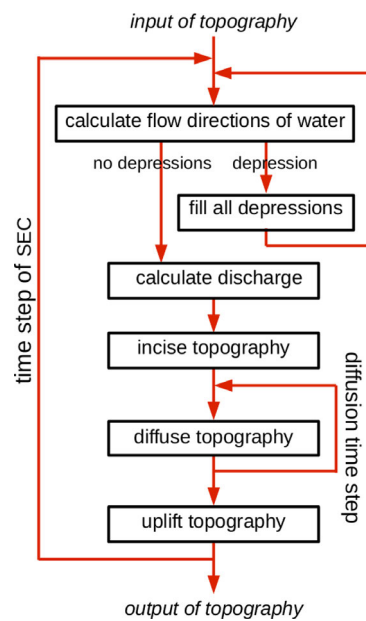 input of topography
calculate flow directions of water
no depressions
depression
fill all depressions
calculate discharge
incise topography
diffuse topography
uplift topography
output of topography
time step of SEC
diffusion time step